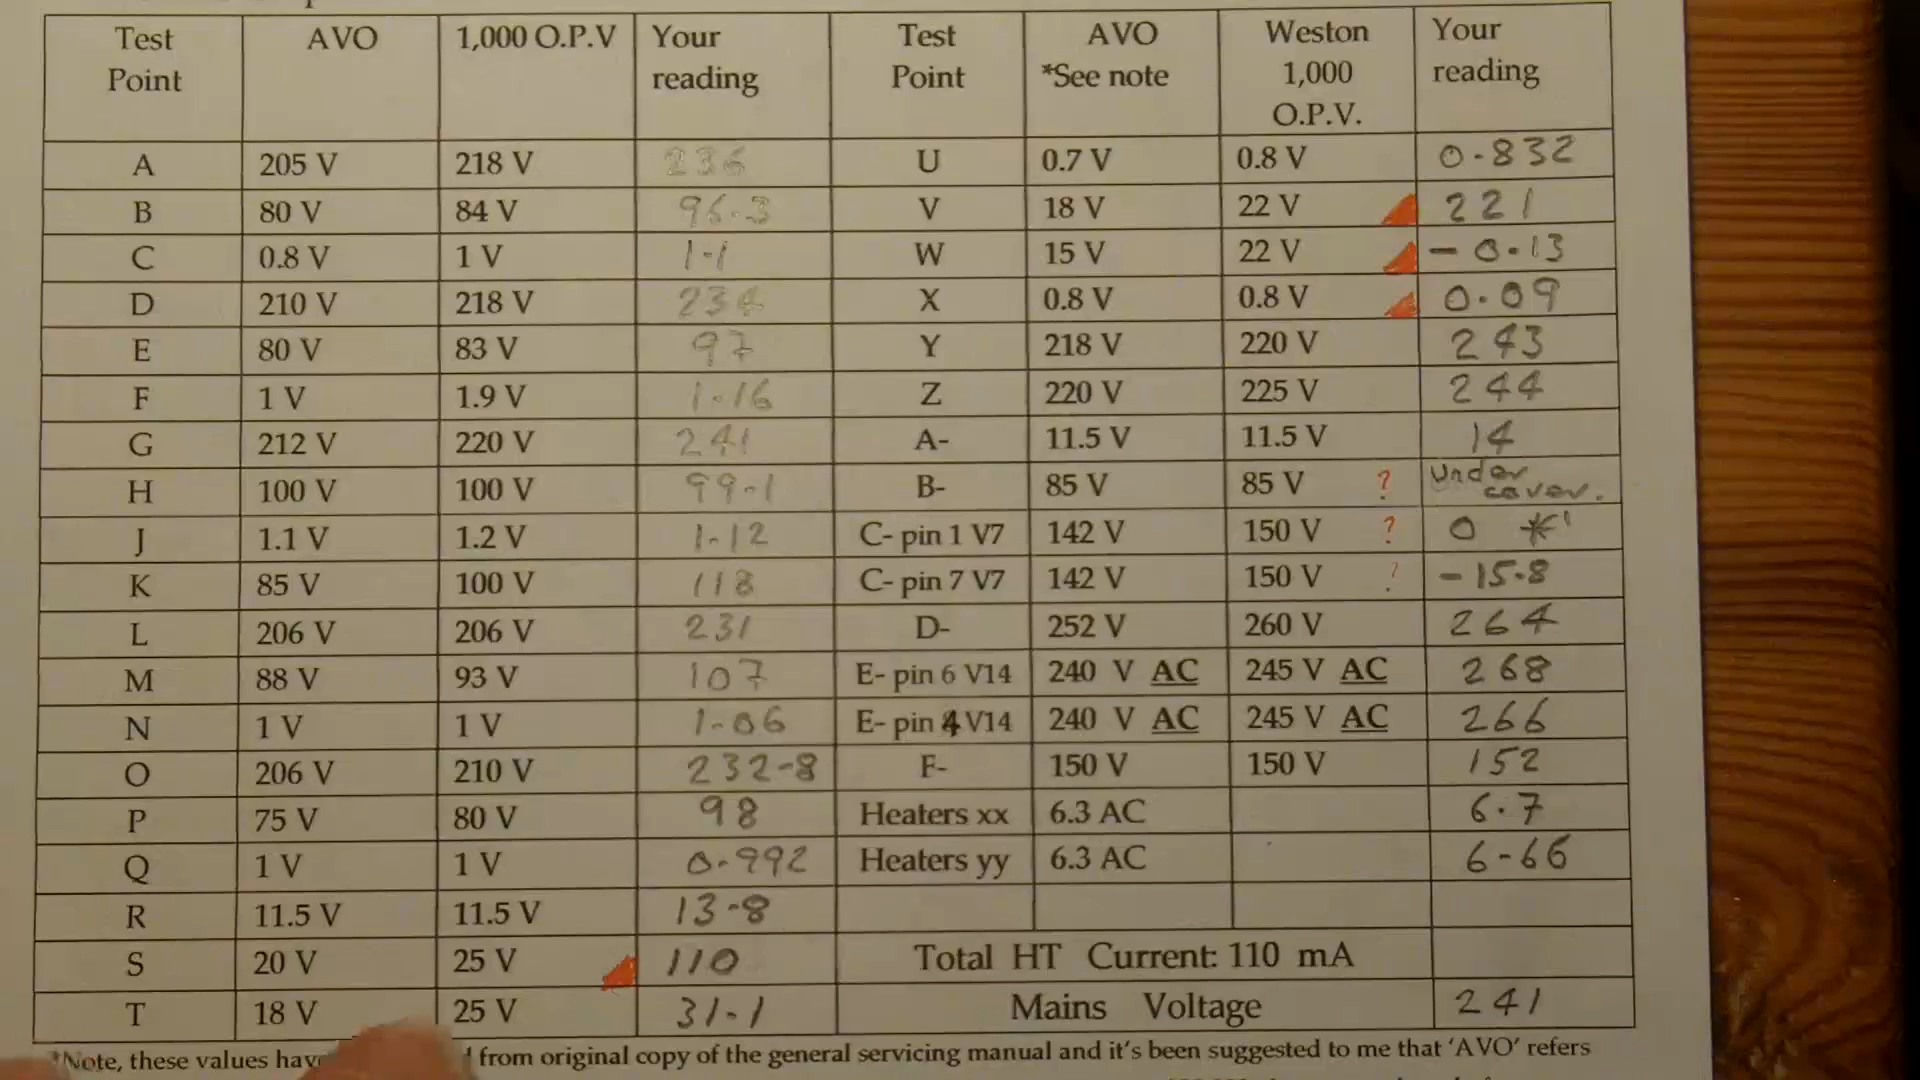 Test Point AVO 1,000 O.P.V Your reading Test Point AVO *See note Weston 1,000 O.P.V. Your reading
A 205 V 218 V 236 U 0.7 V 0.8 V 0.832
B 80 V 84 V 96.3 V 18 V 22 V 221
C 0.8 V 1 V 1.1 W 15 V 22 V -0.13
D 210 V 218 V 234 X 0.8 V 0.8 V 0.09
E 80 V 83 V 97 Y 218 V 220 V 243
F 1 V 1.9 V 1.16 Z 220 V 225 V 244
G 212 V 220 V 241 A- 11.5 V 11.5 V 14
H 100 V 100 V 99.1 B- 85 V 85 V ? under cover.
J 1.1 V 1.2 V 1.12 C- pin 1 V7 142 V 150 V ? 0 *1
K 85 V 100 V 118 C- pin 7 V7 142 V 150 V ? -15.8
L 206 V 206 V 231 D- 252 V 260 V 264
M 88 V 93 V 107 E- pin 6 V14 240 V AC 245 V AC 268
N 1 V 1 V 1.06 E- pin 4 V14 240 V AC 245 V AC 266
O 206 V 210 V 232.8 F- 150 V 150 V 152
P 75 V 80 V 98 Heaters xx 6.3 AC 6.7
Q 1 V 1 V 0.992 Heaters yy 6.3 AC 6.66
R 11.5 V 11.5 V 13.8
S 20 V 25 V 110 Total HT Current: 110 mA
T 18 V 25 V 31.1 Mains Voltage 241
*Note, these values from original copy of the general servicing manual and it's been suggested to me that 'AVO' refers